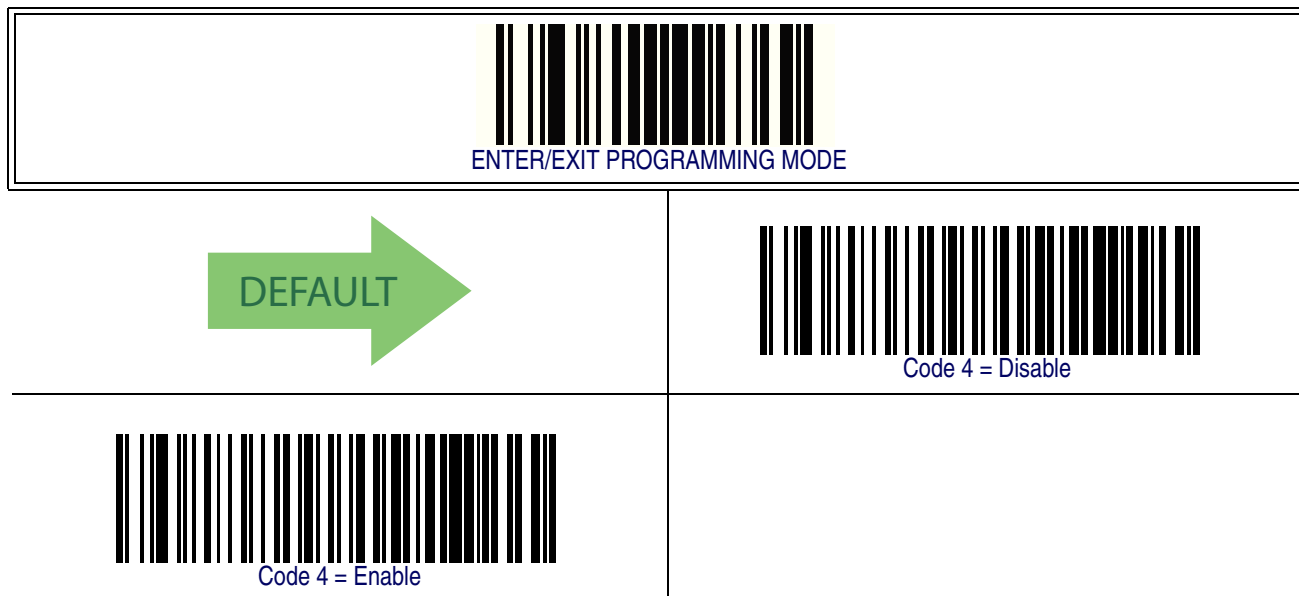 ENTER/EXIT PROGRAMMING MODE
DEFAULT
Code 4 = Disable
Code 4 = Enable